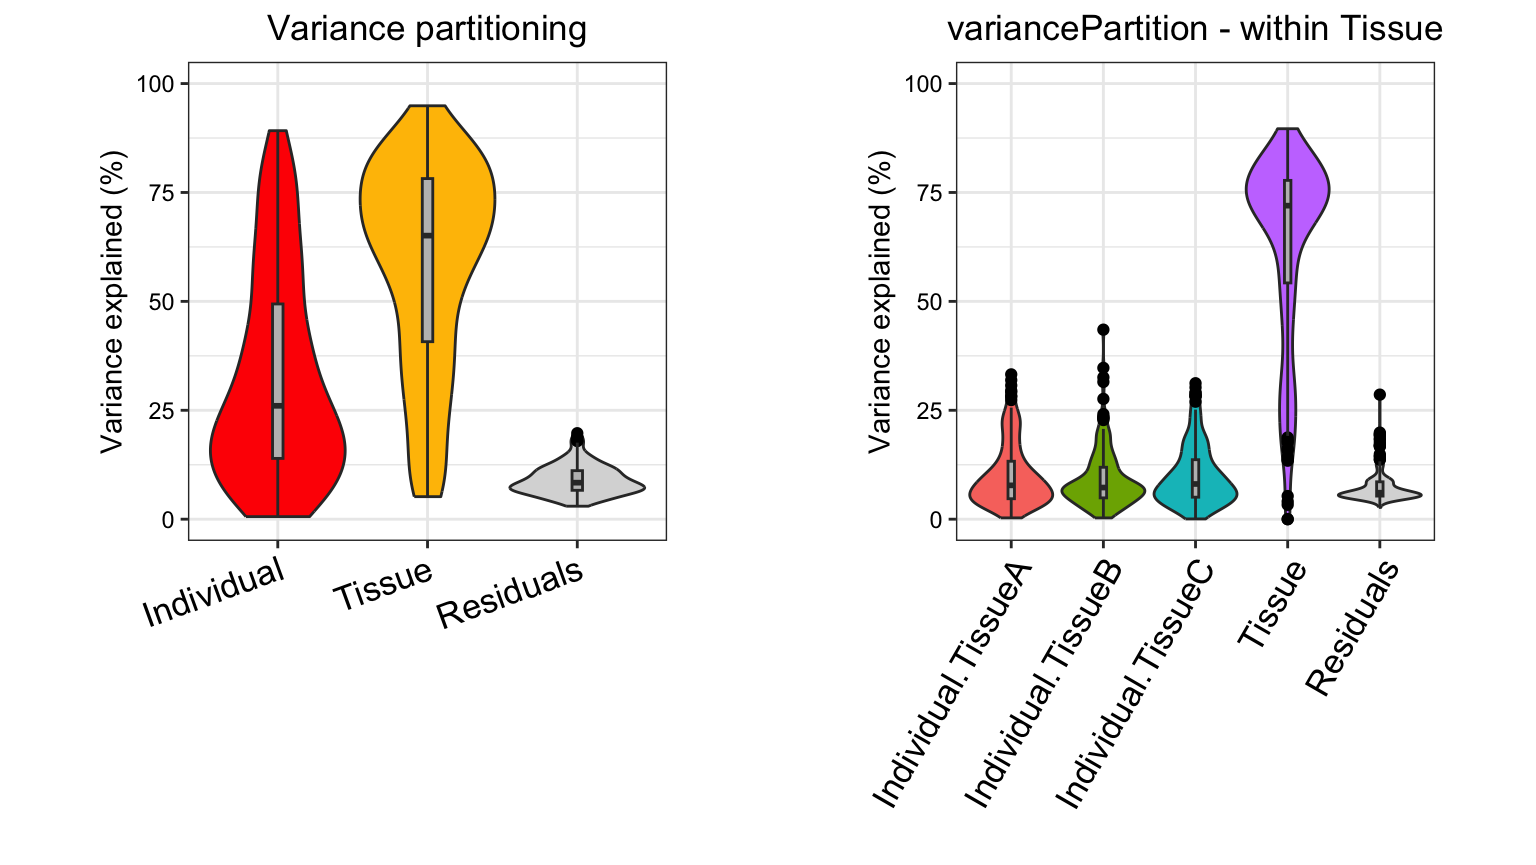 Variance partitioning
Variance explained (%)
100
75
50
25
0
Individual
Tissue
Residuals
variancePartition - within Tissue
Variance explained (%)
100
75
50
25
0
Individual.TissueA
Individual.TissueB
Individual.TissueC
Tissue
Residuals